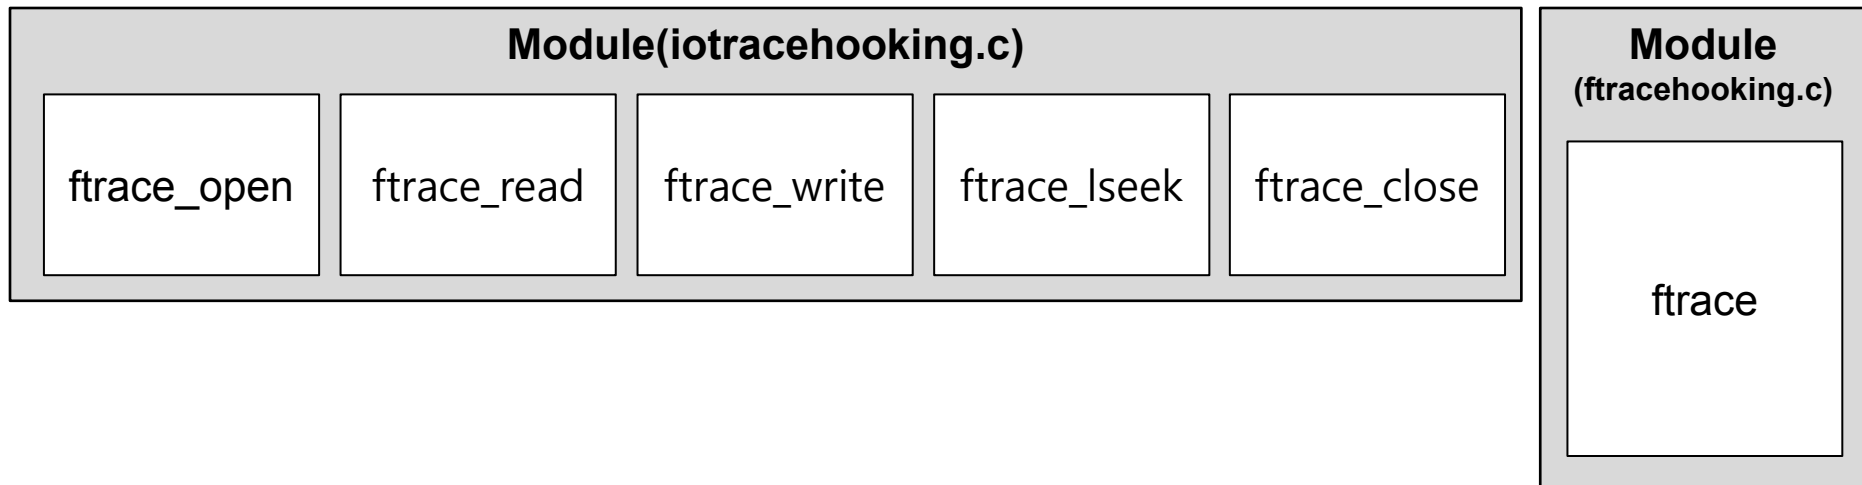 Module(iotracehooking.c)
ftrace_open
ftrace_read
ftrace_write
ftrace_lseek
ftrace_close
Module
(ftracehooking.c)
ftrace